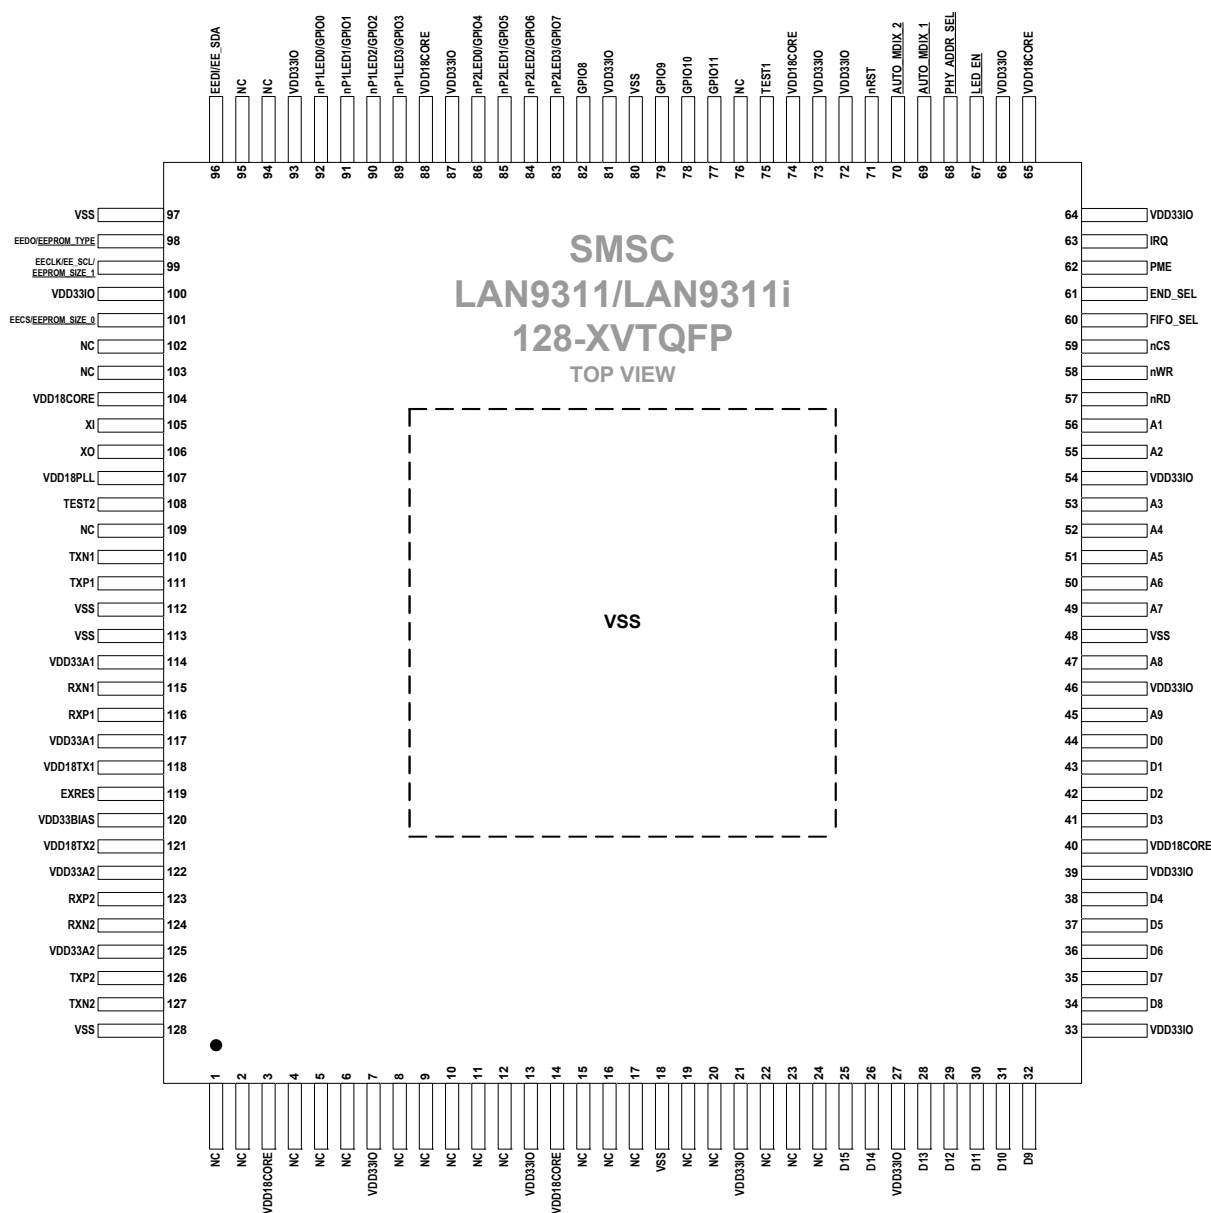 EEDI/EE_SDA
NC
NC
VDD33IO
nP1LED0/GPIO0
nP1LED1/GPIO1
nP1LED2/GPIO2
nP1LED3/GPIO3
VDD18CORE
VDD33IO
nP2LED0/GPIO4
nP2LED1/GPIO5
nP2LED2/GPIO6
nP2LED3/GPIO7
GPIO8
VDD33IO
VSS
GPIO9
GPIO10
GPIO11
NC
TEST1
VDD18CORE
VDD33IO
VDD33IO
nRST
AUTO_MDIX_2
AUTO_MDIX_1
PHY_ADDR_SEL
LED_EN
VDD33IO
VDD18CORE
96
95
94
93
92
91
90
89
88
87
86
85
84
83
82
81
80
79
78
77
76
75
74
73
72
71
70
69
68
67
66
65
SMSC
LAN9311/LAN9311i
128-XVTQFP
TOP VIEW
VSS
VSS 97
EEDO/EEPROM_TYPE 98
EECLK/EE_SCL/
EEPROM_SIZE_1 99
VDD33IO 100
EECS/EEPROM_SIZE_0 101
NC 102
NC 103
VDD18CORE 104
XI 105
XO 106
VDD18PLL 107
TEST2 108
NC 109
TXN1 110
TXP1 111
VSS 112
VSS 113
VDD33A1 114
RXN1 115
RXP1 116
VDD33A1 117
VDD18TX1 118
EXRES 119
VDD33BIAS 120
VDD18TX2 121
VDD33A2 122
RXP2 123
RXN2 124
VDD33A2 125
TXP2 126
TXN2 127
VSS 128
64 VDD33IO
63 IRQ
62 PME
61 END_SEL
60 FIFO_SEL
59 nCS
58 nWR
57 nRD
56 A1
55 A2
54 VDD33IO
53 A3
52 A4
51 A5
50 A6
49 A7
48 VSS
47 A8
46 VDD33IO
45 A9
44 D0
43 D1
42 D2
41 D3
40 VDD18CORE
39 VDD33IO
38 D4
37 D5
36 D6
35 D7
34 D8
33 VDD33IO
1
2
3
4
5
6
7
8
9
10
11
12
13
14
15
16
17
18
19
20
21
22
23
24
25
26
27
28
29
30
31
32
NC
NC
VDD18CORE
NC
NC
NC
VDD33IO
NC
NC
NC
NC
NC
VDD33IO
VDD18CORE
NC
NC
NC
VSS
NC
NC
VDD33IO
NC
NC
NC
D15
D14
VDD33IO
D13
D12
D11
D10
D9